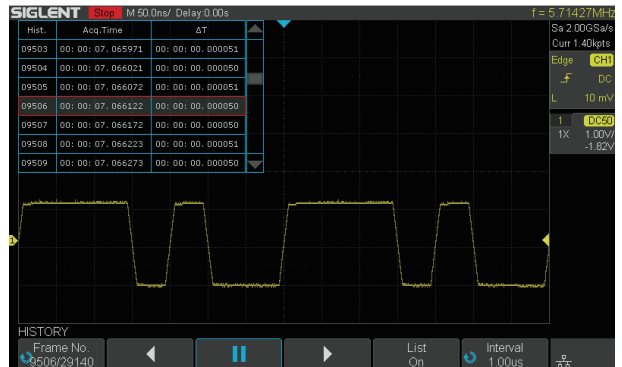 SIGLENT Stop M 50.0ns/ Delay:0.00s f = 5.71427MHz
Sa 2.00GSa/s
Curr 1.40kpts
Edge CH1
DC
L 10 mV
1 DC50
1X 1.00V/
-1.82V
Hist. Acq.Time ΔT
09503 00: 00: 07. 065971 00: 00: 00. 000051
09504 00: 00: 07. 066021 00: 00: 00. 000050
09505 00: 00: 07. 066072 00: 00: 00. 000051
09506 00: 00: 07. 066122 00: 00: 00. 000050
09507 00: 00: 07. 066172 00: 00: 00. 000050
09508 00: 00: 07. 066223 00: 00: 00. 000051
09509 00: 00: 07. 066273 00: 00: 00. 000050
1
HISTORY
Frame No.
9506/29140
List
On
Interval
1.00us